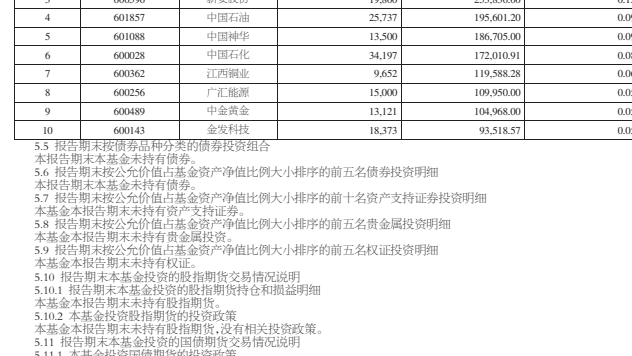 4 601857 中国石油 25,737 195,601.20
5 601088 中国神华 13,500 186,705.00
6 600028 中国石化 34,197 172,010.91
7 600362 江西铜业 9,652 119,588.28
8 600256 广汇能源 15,000 109,950.00
9 600489 中金黄金 13,121 104,968.00
10 600143 金发科技 18,373 93,518.57
5.5 报告期末按债券品种分类的债券投资组合
本报告期末本基金未持有债券。
5.6 报告期末按公允价值占基金资产净值比例大小排序的前五名债券投资明细
本报告期末本基金未持有债券。
5.7 报告期末按公允价值占基金资产净值比例大小排序的前十名资产支持证券投资明细
本基金本报告期末未持有资产支持证券。
5.8 报告期末按公允价值占基金资产净值比例大小排序的前五名贵金属投资明细
本基金本报告期末未持有贵金属投资。
5.9 报告期末按公允价值占基金资产净值比例大小排序的前五名权证投资明细
本基金本报告期末未持有权证。
5.10 报告期末本基金投资的股指期货交易情况说明
5.10.1 报告期末本基金投资的股指期货持仓和损益明细
本基金本报告期末未持有股指期货。
5.10.2 本基金投资股指期货的投资政策
本基金本报告期末未持有股指期货,没有相关投资政策。
5.11 报告期末本基金投资的国债期货交易情况说明
5.11.1 本期国债期货投资政策